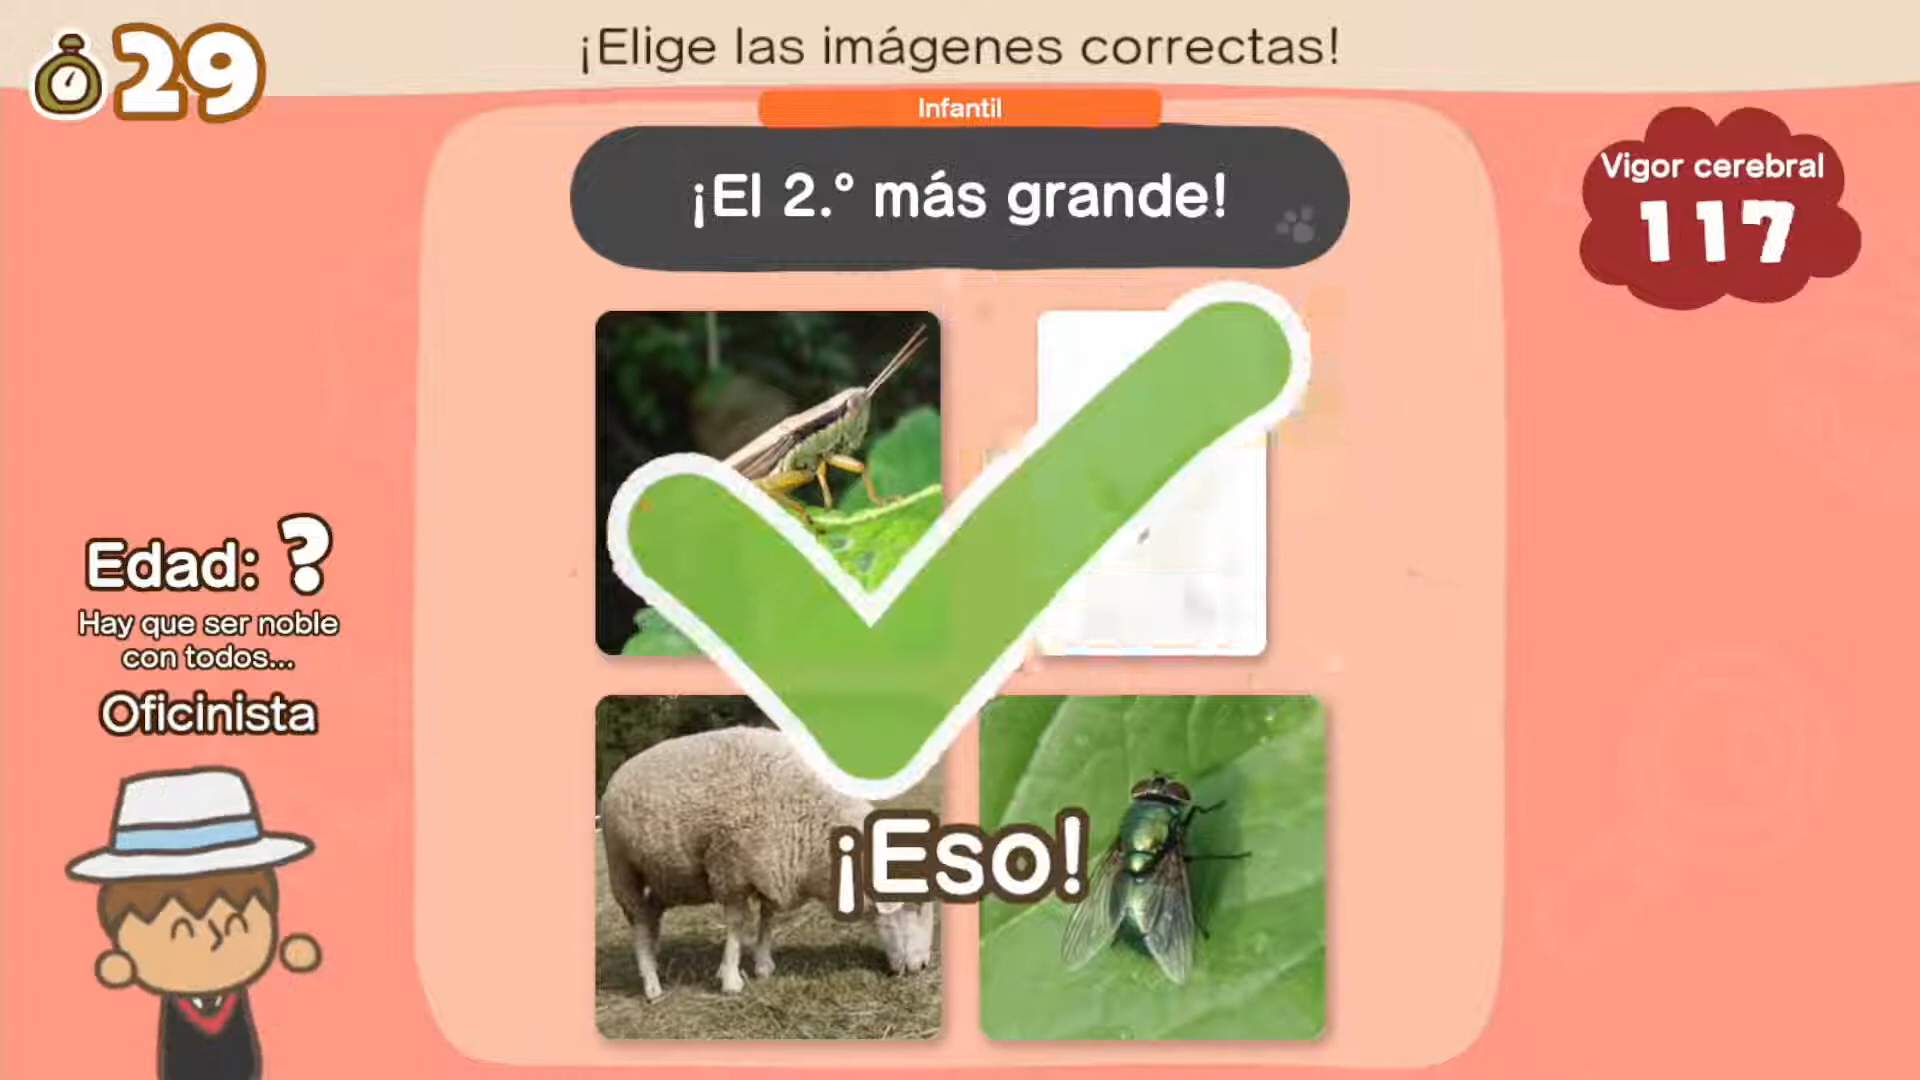 29
¡Elige las imágenes correctas!
Infantil
¡El 2.º más grande!
Vigor cerebral
117
Edad: ?
Hay que ser noble
con todos...
Oficinista
¡Eso!